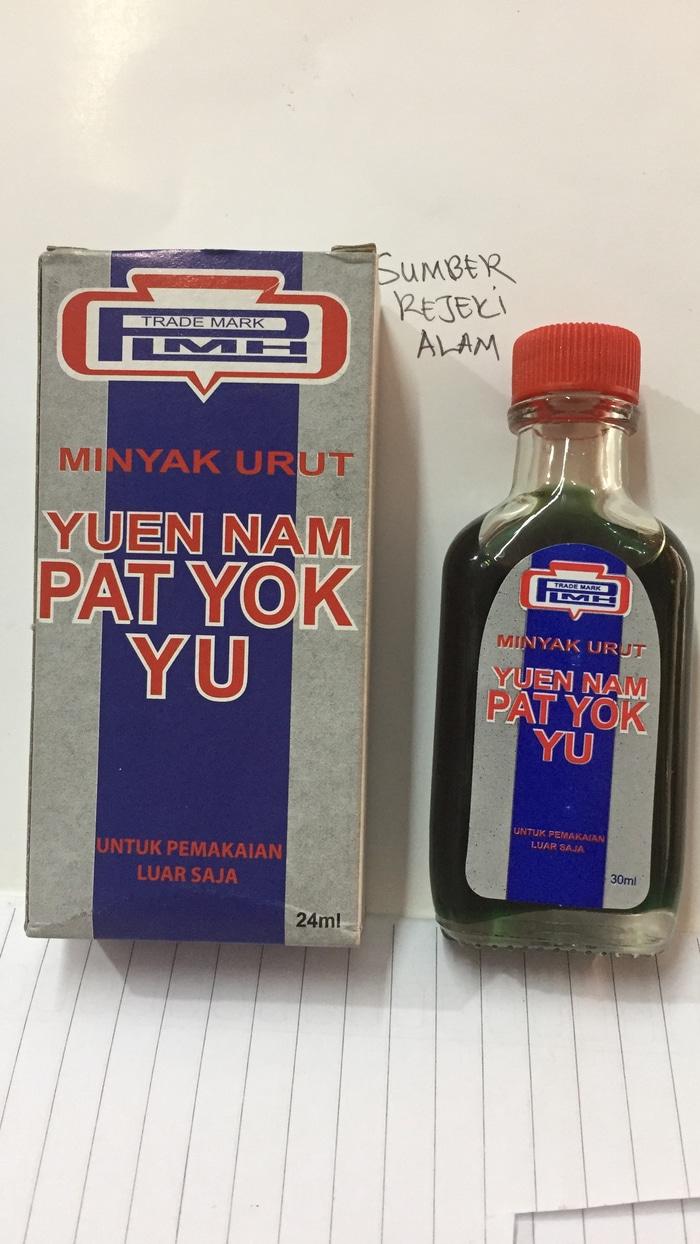 SUMBER
REJEKI
ALAM
TRADE MARK
PLMH
MINYAK URUT
YUEN NAM
PAT YOK
YU
UNTUK PEMAKAIAN
LUAR SAJA
24ml
TRADE MARK
PLMH
MINYAK URUT
YUEN NAM
PAT YOK
YU
UNTUK PEMAKAIAN
LUAR SAJA
30ml